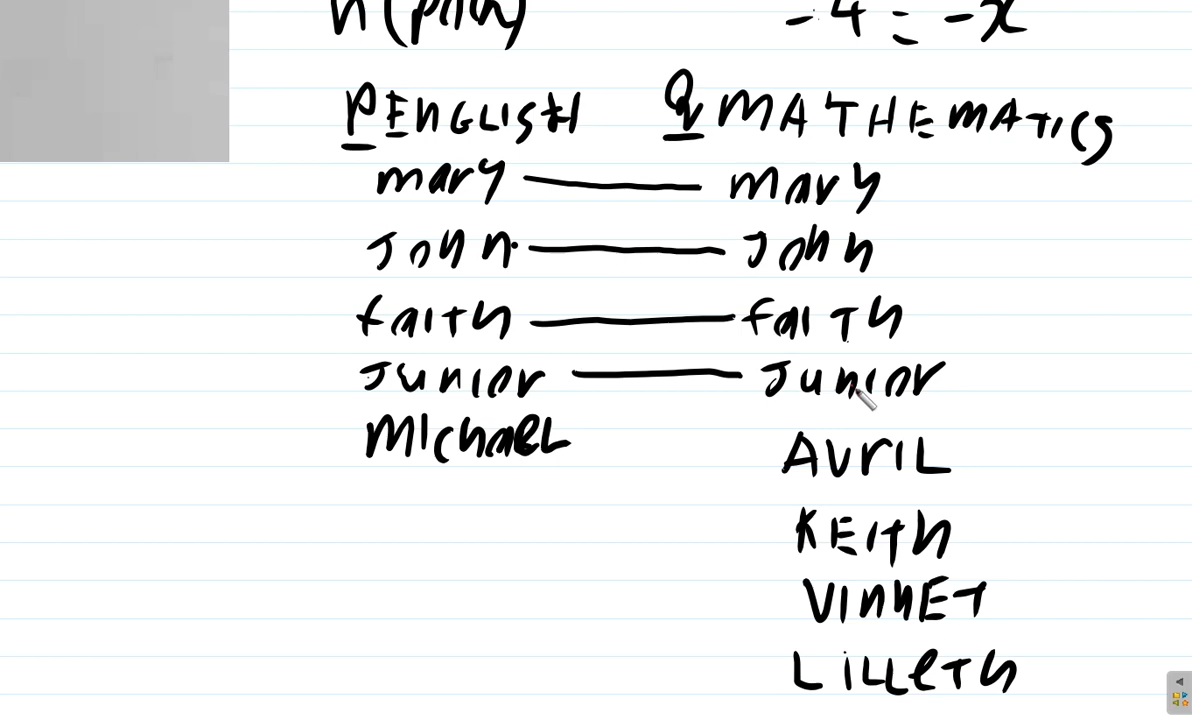 - 4 = - x
P ENGLISH Q MATHEMATICS
mary mary
John John
faith faith
Junior Junior
Michael
AVRIL
KEITH
VINNET
LILLETH